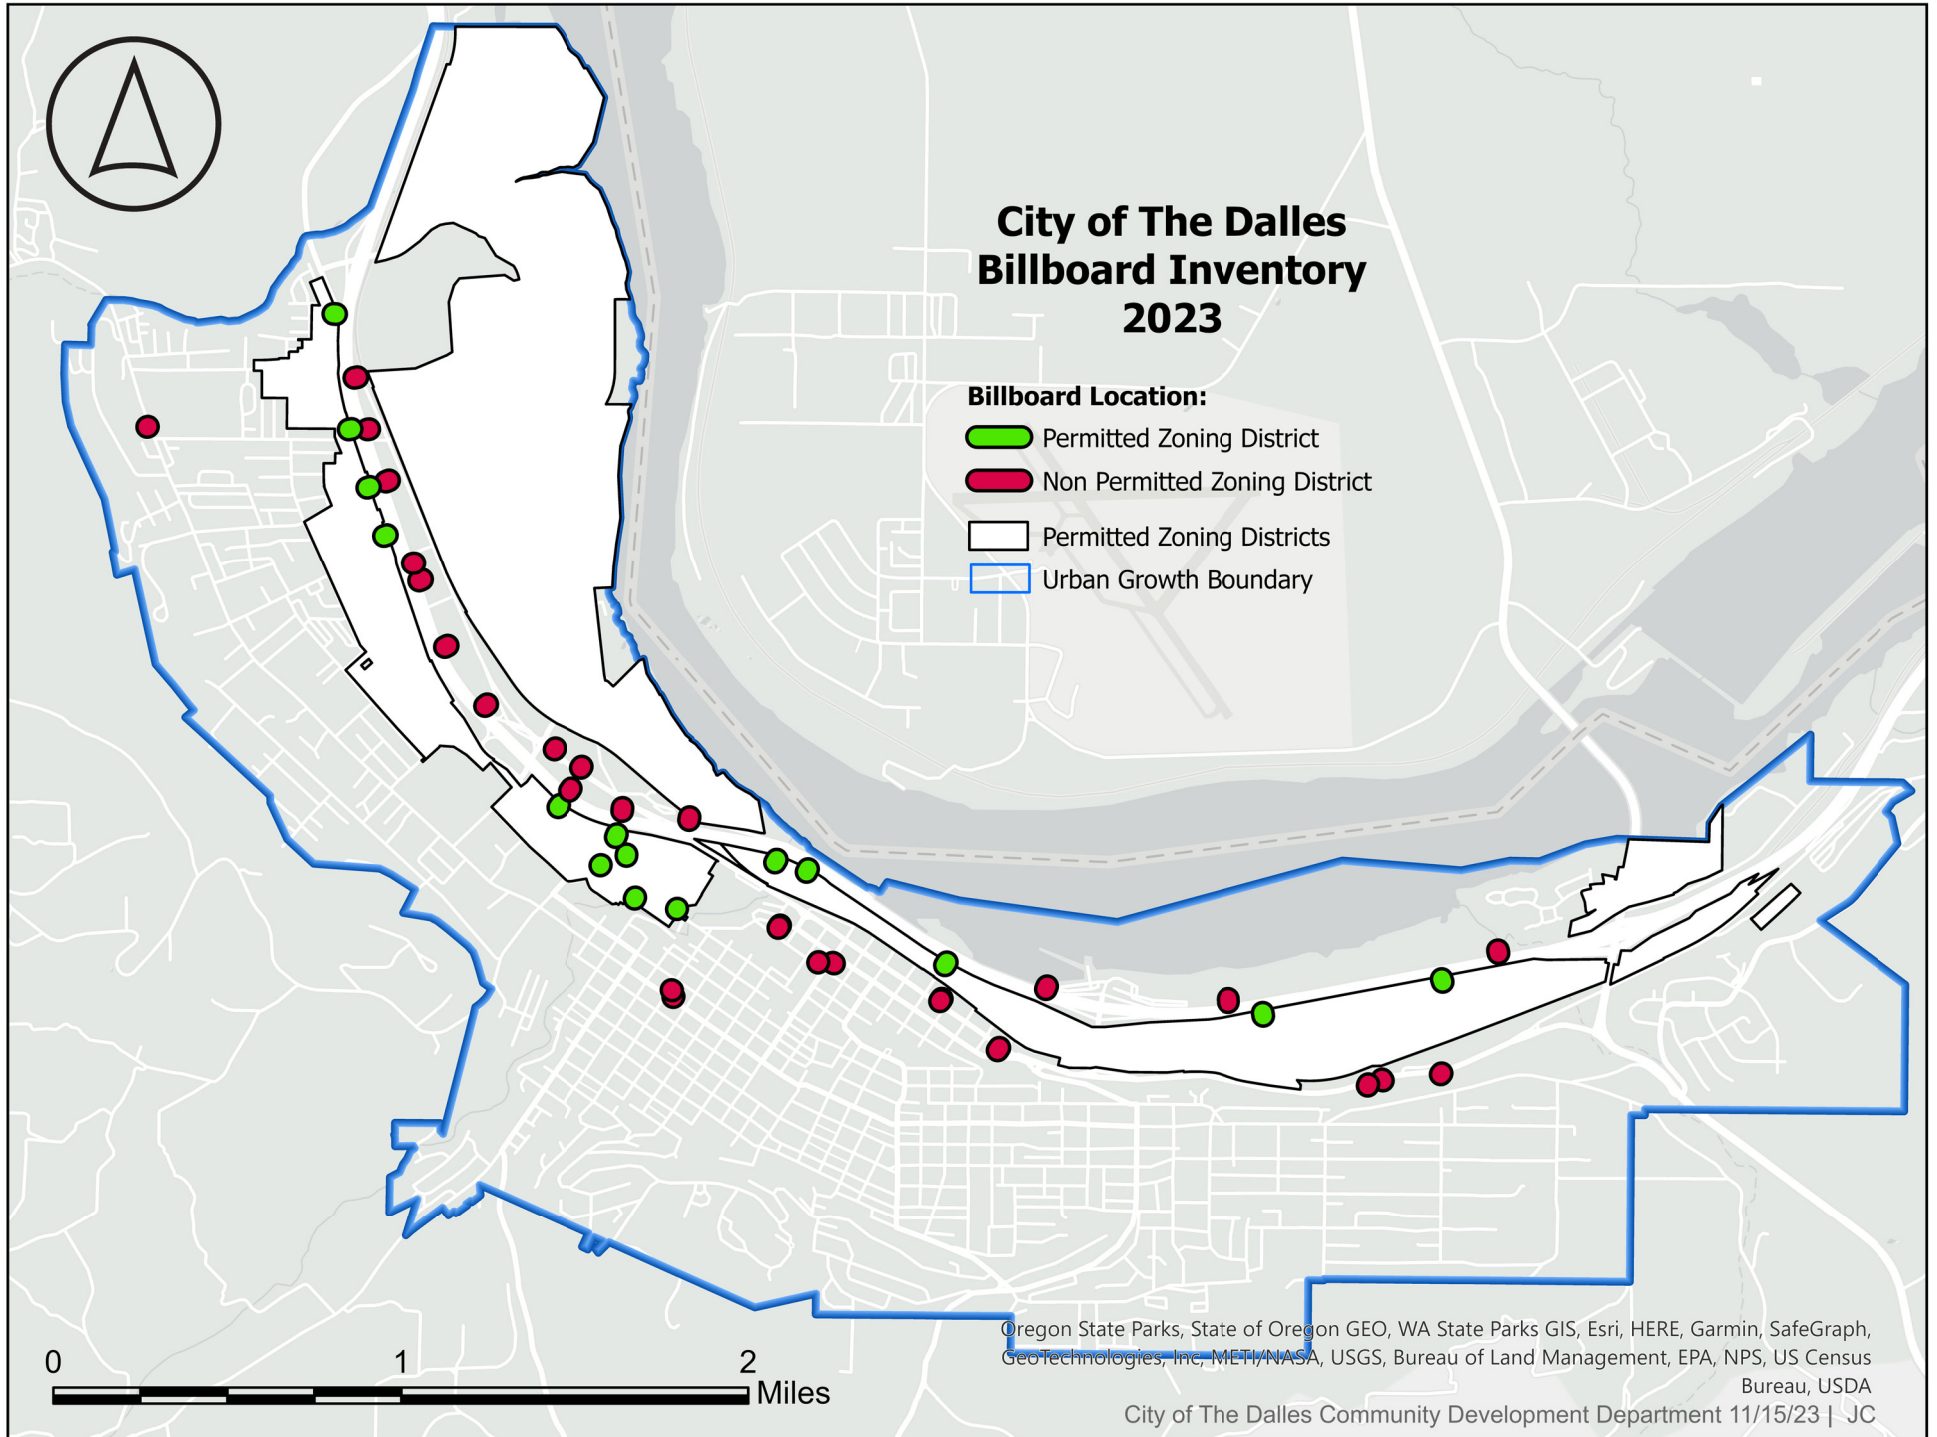 City of The Dalles
Billboard Inventory
2023
Billboard Location:
Permitted Zoning District
Non Permitted Zoning District
Permitted Zoning Districts
Urban Growth Boundary
0 1 2
Miles
Oregon State Parks, State of Oregon GEO, WA State Parks GIS, Esri, HERE, Garmin, SafeGraph,
GeoTechnologies, Inc, METI/NASA, USGS, Bureau of Land Management, EPA, NPS, US Census
Bureau, USDA
City of The Dalles Community Development Department 11/15/23 | JC